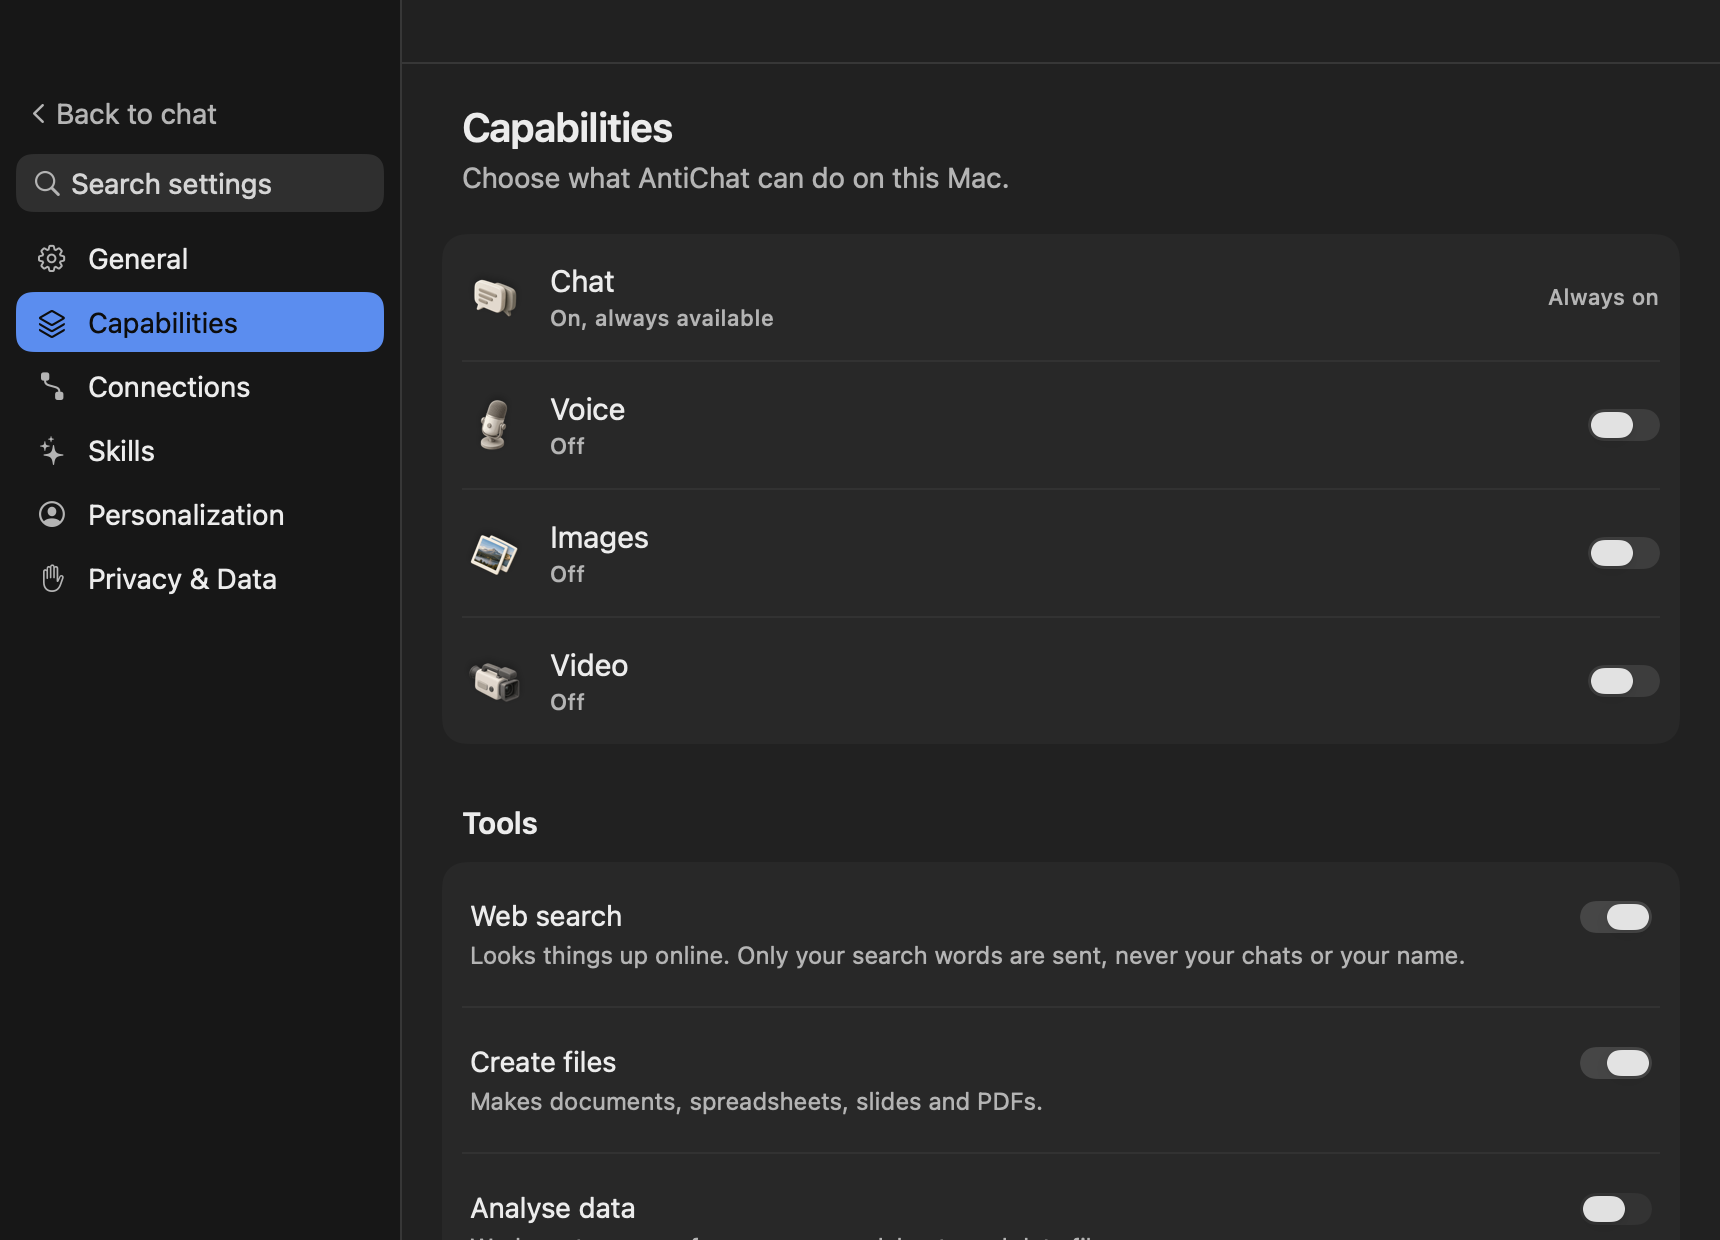 Back to chat
Search settings
General
Capabilities
Connections
Skills
Personalization
Privacy & Data
Capabilities
Choose what AntiChat can do on this Mac.
Chat
On, always available
Always on
Voice
Off
Images
Off
Video
Off
Tools
Web search
Looks things up online. Only your search words are sent, never your chats or your name.
Create files
Makes documents, spreadsheets, slides and PDFs.
Analyse data